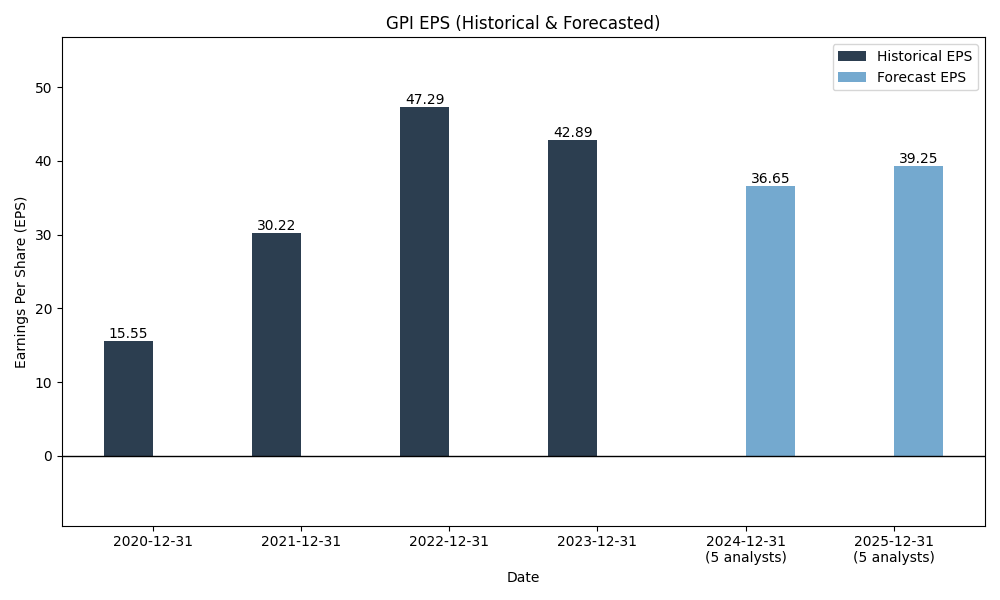 GPI EPS (Historical & Forecasted)
Historical EPS
Forecast EPS
Earnings Per Share (EPS)
50
40
30
20
10
0
15.55
30.22
47.29
42.89
36.65
39.25
2020-12-31
2021-12-31
2022-12-31
2023-12-31
2024-12-31
(5 analysts)
2025-12-31
(5 analysts)
Date